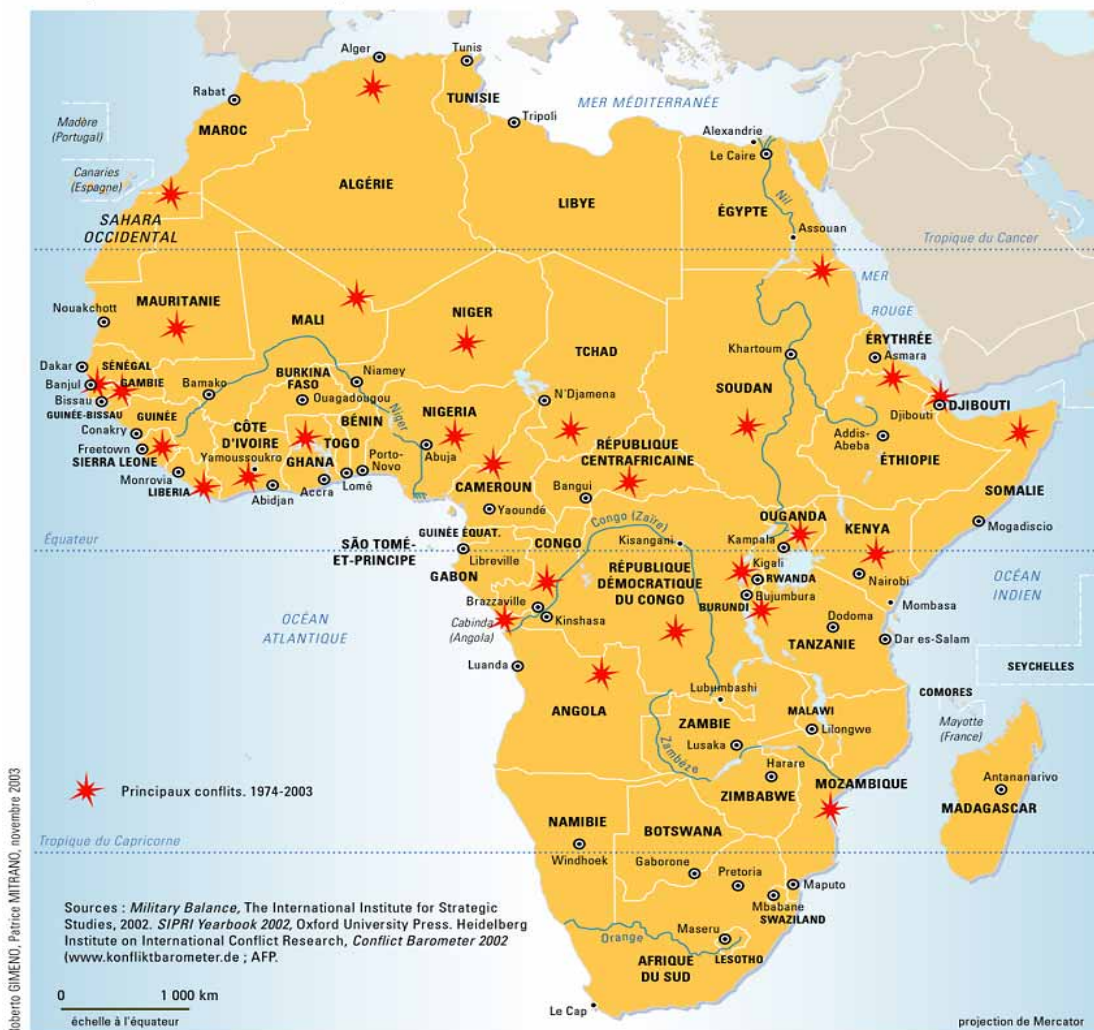 Alger
Tunis
Rabat
TUNISIE
MER MÉDITERRANÉE
Madère
(Portugal)
MAROC
Tripoli
Alexandrie
Le Caire
Canaries
(Espagne)
ALGÉRIE
LIBYE
Nil
ÉGYPTE
SAHARA
OCCIDENTAL
Assouan
Tropique du Cancer
MER
ROUGE
MAURITANIE
Nouakchott
MALI
NIGER
TCHAD
Khartoum
ÉRYTHRÉE
Asmara
Dakar
SÉNÉGAL
Banjul
GAMBIE
Bissau
GUINÉE-BISSAU
Bamako
BURKINA
FASO
Ouagadougou
Niamey
N'Djamena
SOUDAN
Djibouti
DJIBOUTI
GUINÉE
Conakry
Freetown
SIERRA LEONE
CÔTE
D'IVOIRE
Yamoussoukro
BÉNIN
TOGO
GHANA
Niger
NIGERIA
Abuja
Porto-
Novo
RÉPUBLIQUE
CENTRAFRICAINE
Addis-
Abeba
ÉTHIOPIE
Monrovia
LIBERIA
Abidjan
Accra
Lomé
CAMEROUN
Yaoundé
Bangui
SOMALIE
Mogadiscio
Équateur
GUINÉE ÉQUAT.
SÃO TOMÉ-
ET-PRINCIPE
Libreville
GABON
CONGO
Congo (Zaïre)
Kisangani
OUGANDA
Kampala
KENYA
Nairobi
RÉPUBLIQUE
DÉMOCRATIQUE
DU CONGO
Kigali
RWANDA
Bujumbura
BURUNDI
OCÉAN
INDIEN
OCÉAN
ATLANTIQUE
Brazzaville
Kinshasa
Cabinda
(Angola)
Mombasa
Dodoma
TANZANIE
Dar es-Salam
Luanda
SEYCHELLES
Lubumbashi
COMORES
Mayotte
(France)
ANGOLA
ZAMBIE
Lusaka
MALAWI
Lilongwe
Zambèze
Harare
ZIMBABWE
MOZAMBIQUE
Antananarivo
MADAGASCAR
Principaux conflits. 1974-2003
Tropique du Capricorne
NAMIBIE
Windhoek
BOTSWANA
Gaborone
Pretoria
Maputo
Mbabane
SWAZILAND
Maseru
LESOTHO
Orange
AFRIQUE
DU SUD
Le Cap
Sources : Military Balance, The International Institute for Strategic
Studies, 2002. SIPRI Yearbook 2002, Oxford University Press. Heidelberg
Institute on International Conflict Research, Conflict Barometer 2002
(www.konfliktbarometer.de ; AFP.
0 1 000 km
échelle à l'équateur
projection de Mercator
Roberto GIMENO, Patrice MITRANO, novembre 2003